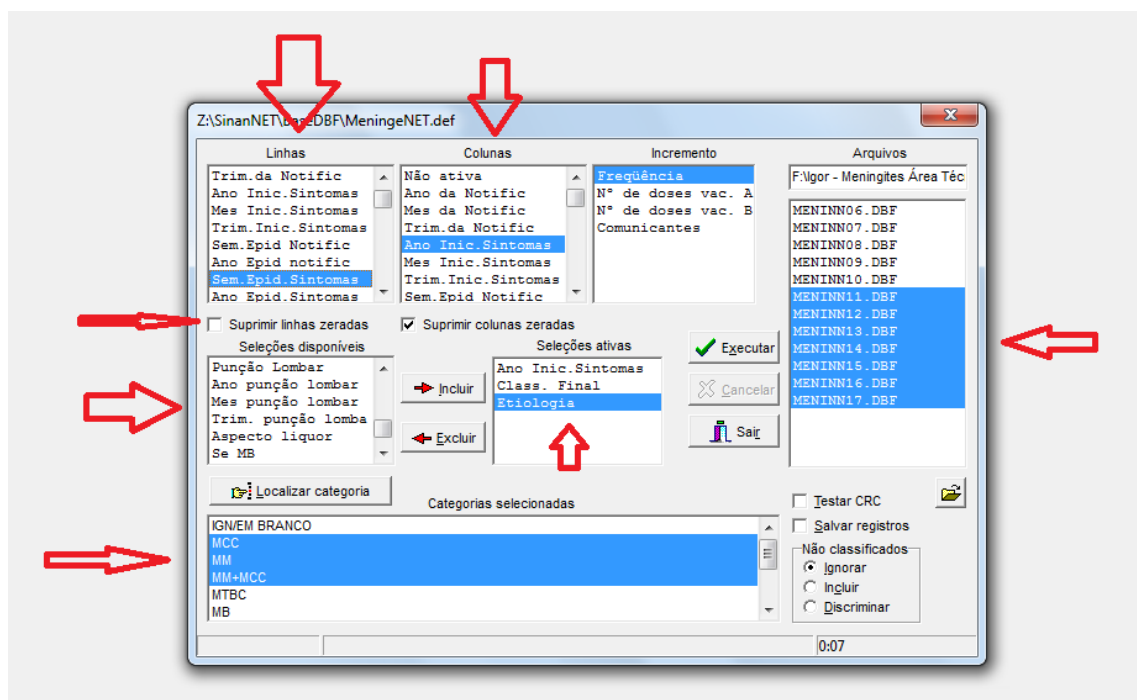 Z:\SinanNET\BaseDBF\MeningeNET.def
Linhas
Trim.da Notific
Ano Inic.Sintomas
Mes Inic.Sintomas
Trim.Inic.Sintomas
Sem.Epid Notific
Ano Epid notific
Sem.Epid.Sintomas
Ano Epid.Sintomas
Colunas
Não ativa
Ano da Notific
Mes da Notific
Trim.da Notific
Ano Inic.Sintomas
Mes Inic.Sintomas
Trim.Inic.Sintomas
Sem.Epid Notific
Incremento
Freqüência
N° de doses vac. A
N° de doses vac. B
Comunicantes
Arquivos
F:\Igor - Meningites Área Téc
MENINN06.DBF
MENINN07.DBF
MENINN08.DBF
MENINN09.DBF
MENINN10.DBF
MENINN11.DBF
MENINN12.DBF
MENINN13.DBF
MENINN14.DBF
MENINN15.DBF
MENINN16.DBF
MENINN17.DBF
Suprimir linhas zeradas
Suprimir colunas zeradas
Seleções disponíveis
Punção Lombar
Ano punção lombar
Mes punção lombar
Trim. punção lomba
Aspecto liquor
Se MB
Incluir
Excluir
Seleções ativas
Ano Inic.Sintomas
Class. Final
Etiologia
Executar
Cancelar
Sair
Localizar categoria
Categorias selecionadas
IGN/EM BRANCO
MCC
MM
MM+MCC
MTBC
MB
Testar CRC
Salvar registros
Não classificados
Ignorar
Incluir
Discriminar
0:07